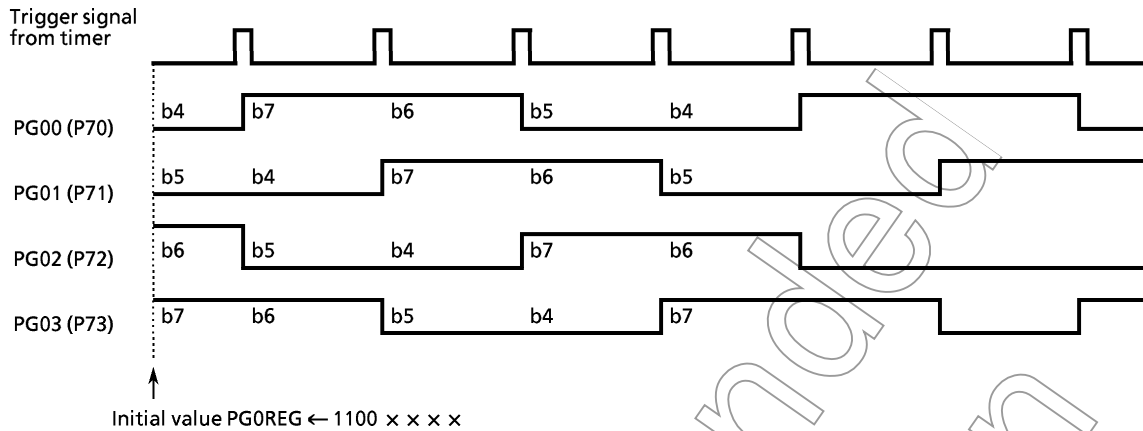 Trigger signal
from timer
PG00 (P70) b4 b7 b6 b5 b4
PG01 (P71) b5 b4 b7 b6 b5
PG02 (P72) b6 b5 b4 b7 b6
PG03 (P73) b7 b6 b5 b4 b7
Initial value PG0REG ← 1100 × × × ×